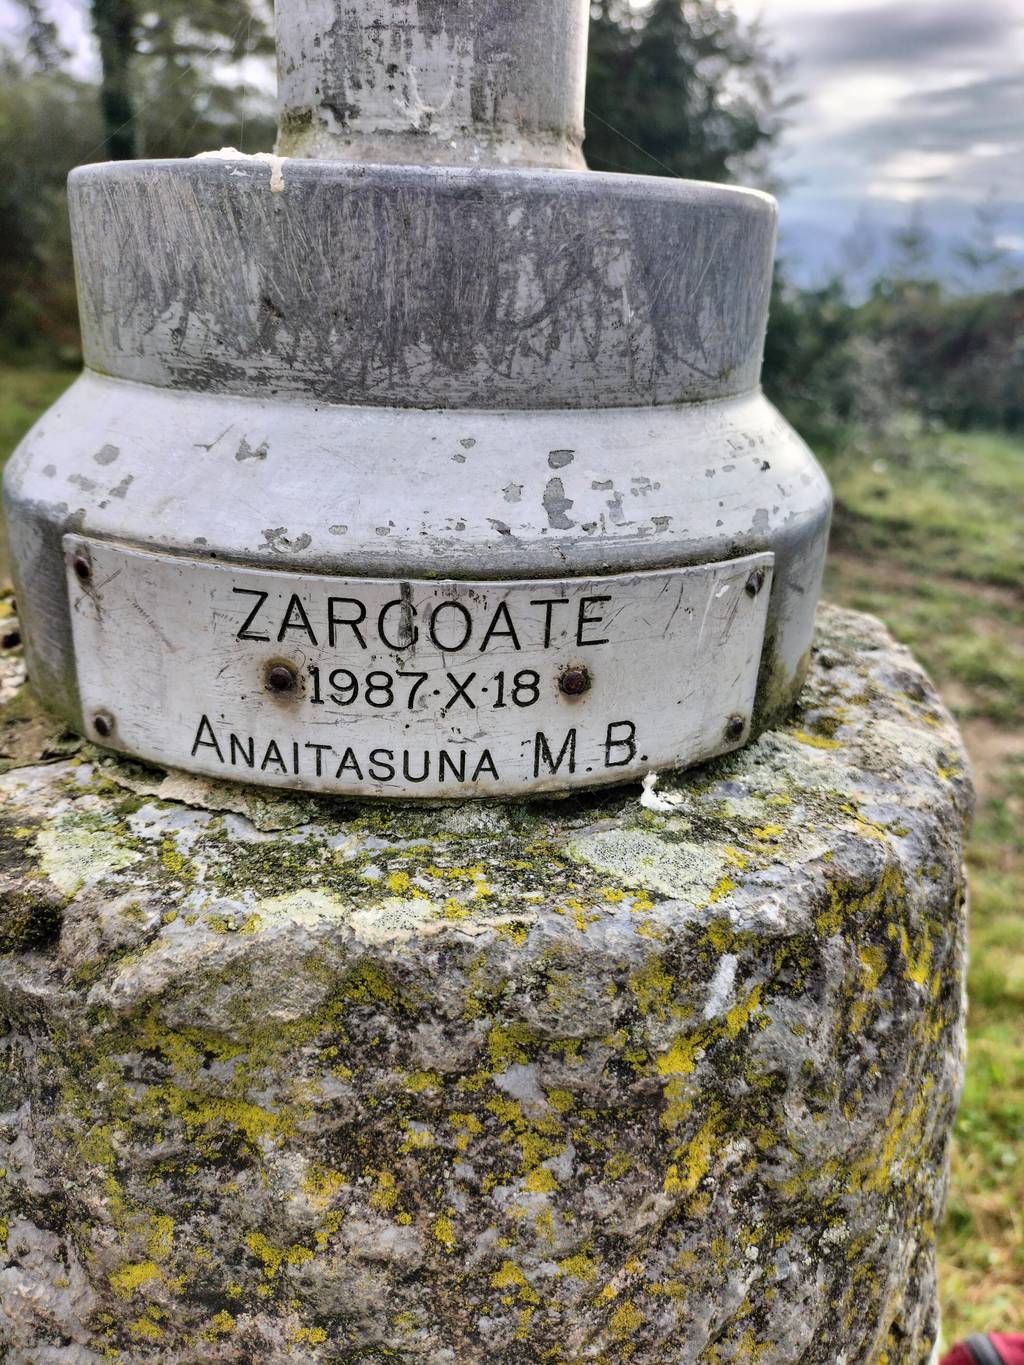 ZARGOATE
1987·X·18
ANAITASUNA M.B.